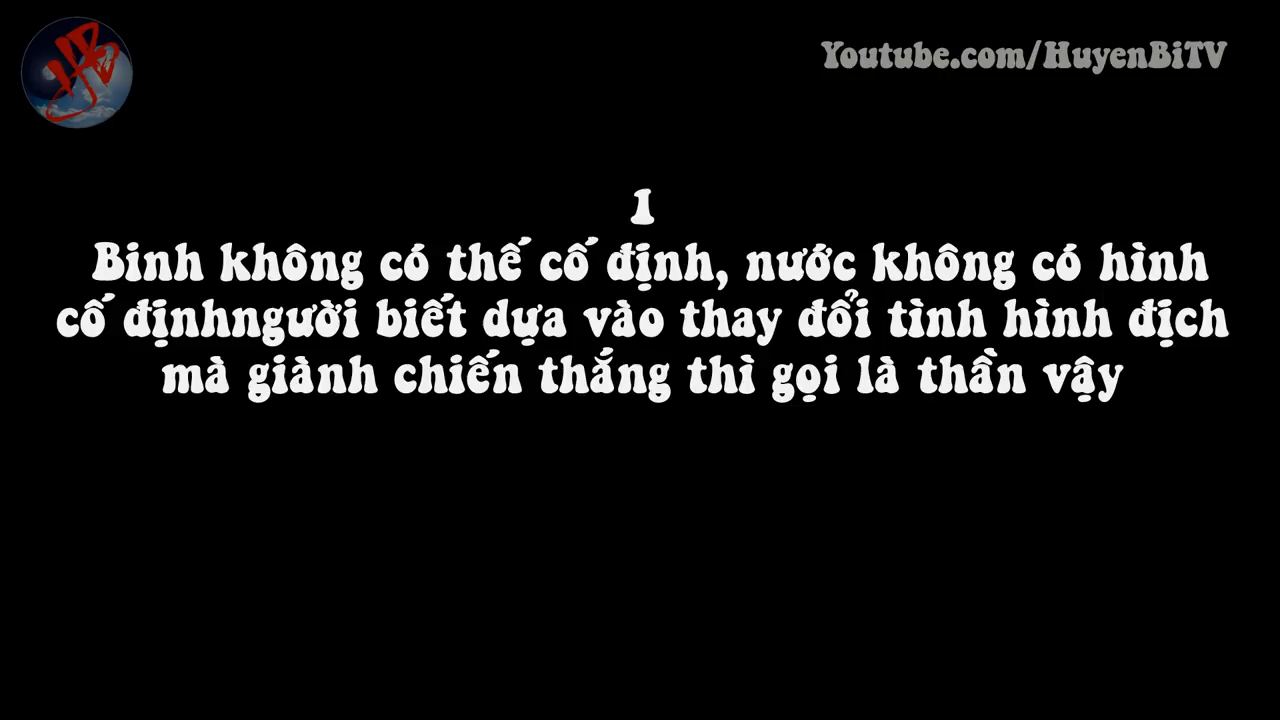 Youtube.com/HuyenBiTV
1
Binh không có thế cố định, nước không có hình
cố địnhngười biết dựa vào thay đổi tình hình địch
mà giành chiến thắng thì gọi là thần vậy